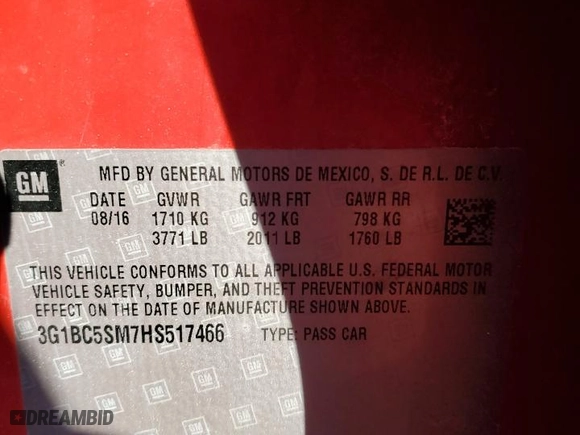 GM
MFD BY GENERAL MOTORS DE MEXICO, S. DE R.L. DE C.V.
DATE GVWR GAWR FRT GAWR RR
08/16 1710 KG 912 KG 798 KG
3771 LB 2011 LB 1760 LB
THIS VEHICLE CONFORMS TO ALL APPLICABLE U.S. FEDERAL MOTOR
VEHICLE SAFETY, BUMPER, AND THEFT PREVENTION STANDARDS IN
EFFECT ON THE DATE OF MANUFACTURE SHOWN ABOVE.
3G1BC5SM7HS517466 TYPE: PASS CAR
DREAMBID